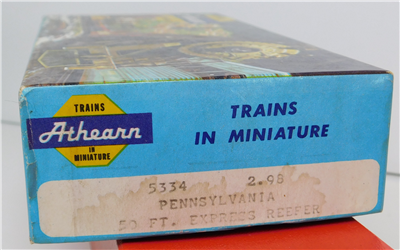 TRAINS
Athearn
IN
MINIATURE
TRAINS
IN MINIATURE
5334 2.98
PENNSYLVANIA
50 FT. EXPRESS REEFER